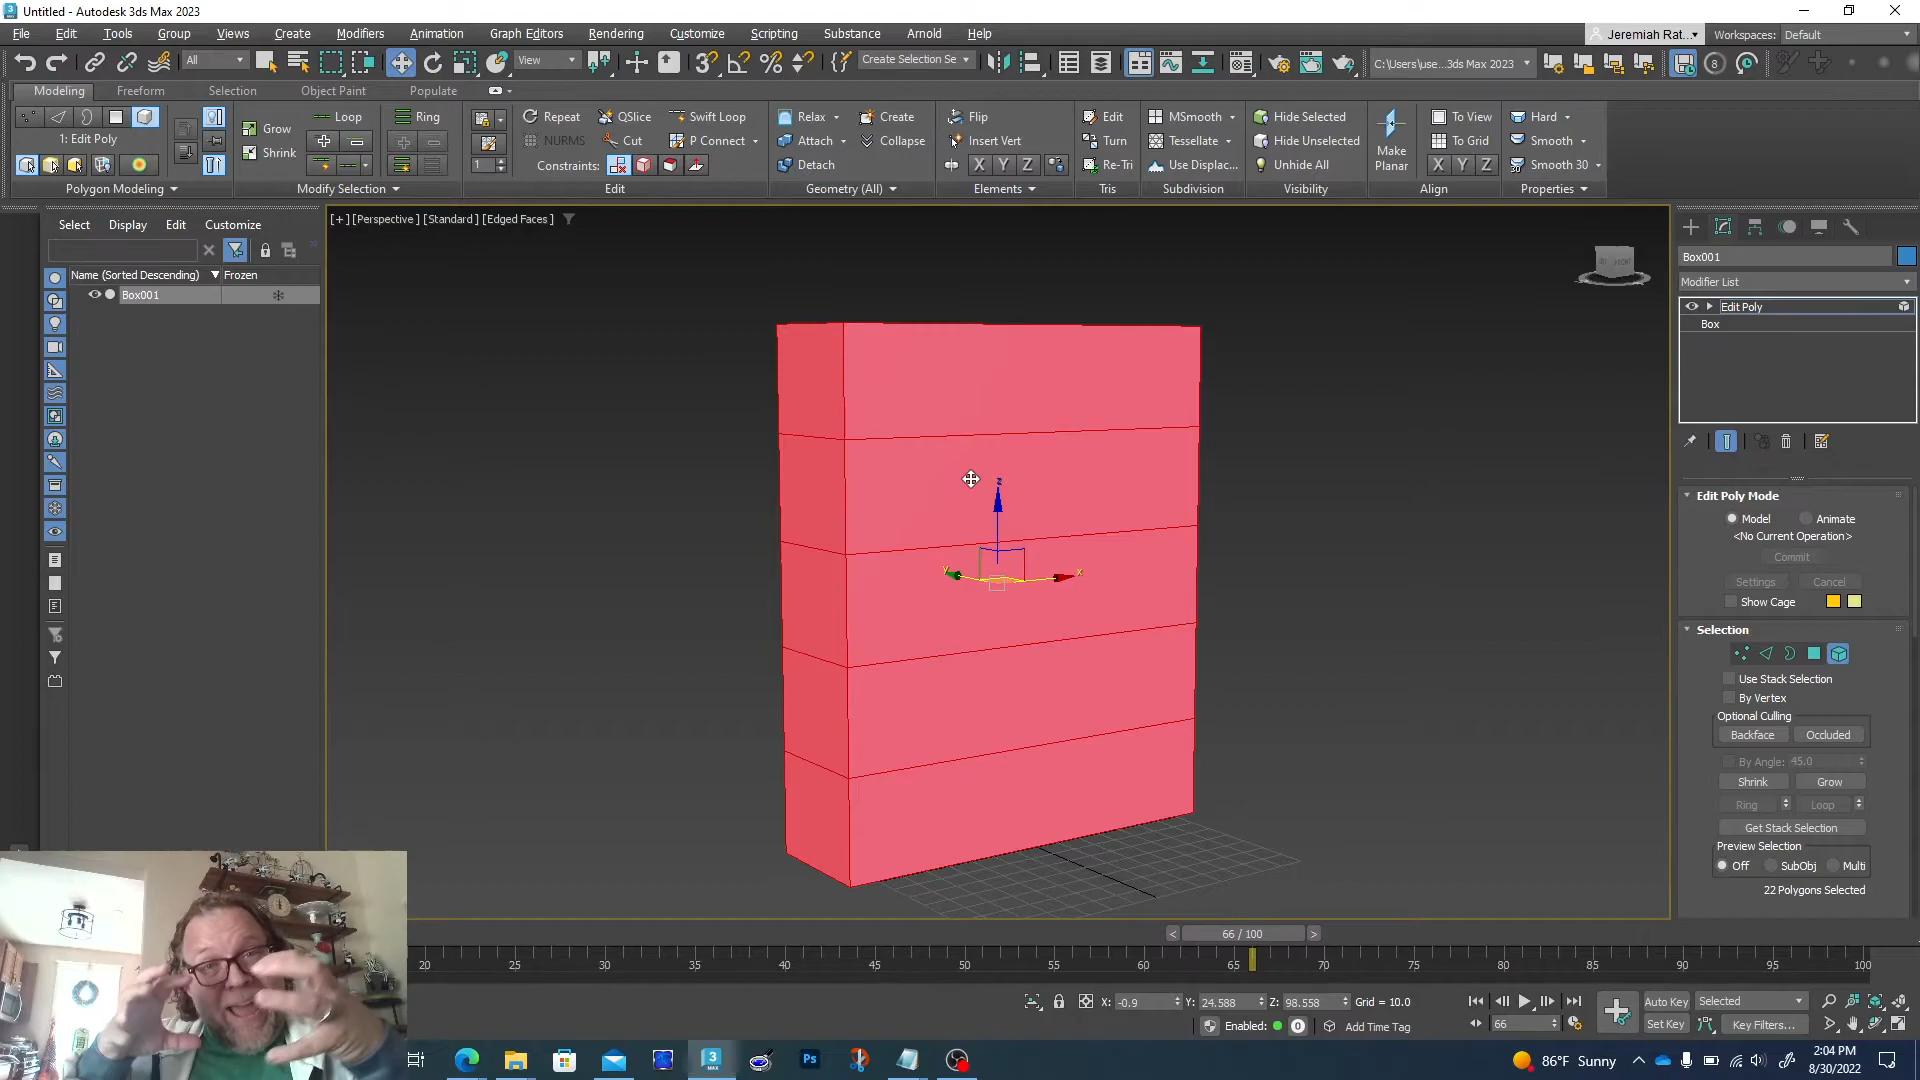 Untitled - Autodesk 3ds Max 2023
File Edit Tools Group Views Create Modifiers Animation Graph Editors Rendering Customize Scripting Substance Arnold Help
Jeremiah Rat... Workspaces: Default
All View Create Selection Se C:\Users\use...3ds Max 2023 8
Modeling Freeform Selection Object Paint Populate
Grow Loop Ring Repeat QSlice Swift Loop Relax Create Flip Edit MSmooth Hide Selected To View Hard
1: Edit Poly NURMS Cut P Connect Attach Collapse Insert Vert Turn Tessellate Hide Unselected Make Planar To Grid Smooth
Shrink 1 Constraints: Detach X Y Z Re-Tri Use Displac... Unhide All X Y Z Smooth 30
Polygon Modeling Modify Selection Edit Geometry (All) Elements Tris Subdivision Visibility Align Properties
Select Display Edit Customize
[+] [Perspective] [Standard] [Edged Faces]
Name (Sorted Descending) Frozen
Box001
z
y x
Box001
Modifier List
Edit Poly
Box
Edit Poly Mode
Model Animate
<No Current Operation>
Commit
Settings Cancel
Show Cage
Selection
Use Stack Selection
By Vertex
Optional Culling
Backface Occluded
By Angle: 45.0
Shrink Grow
Ring Loop
Get Stack Selection
Preview Selection
Off SubObj Multi
22 Polygons Selected
< 66 / 100 >
20 25 30 35 40 45 50 55 60 65 70 75 80 85 90 95 100
X: -0.9 Y: 24.588 Z: 98.558 Grid = 10.0 Auto Key Selected
Enabled: 0 Add Time Tag 66 Set Key Key Filters...
3 MAX Ps 86°F Sunny 2:04 PM
8/30/2022